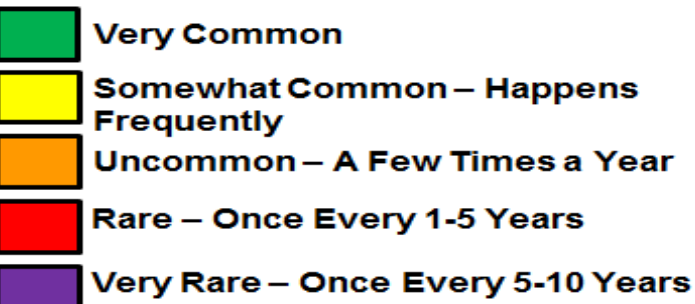 Very Common
Somewhat Common – Happens
Frequently
Uncommon – A Few Times a Year
Rare – Once Every 1-5 Years
Very Rare – Once Every 5-10 Years